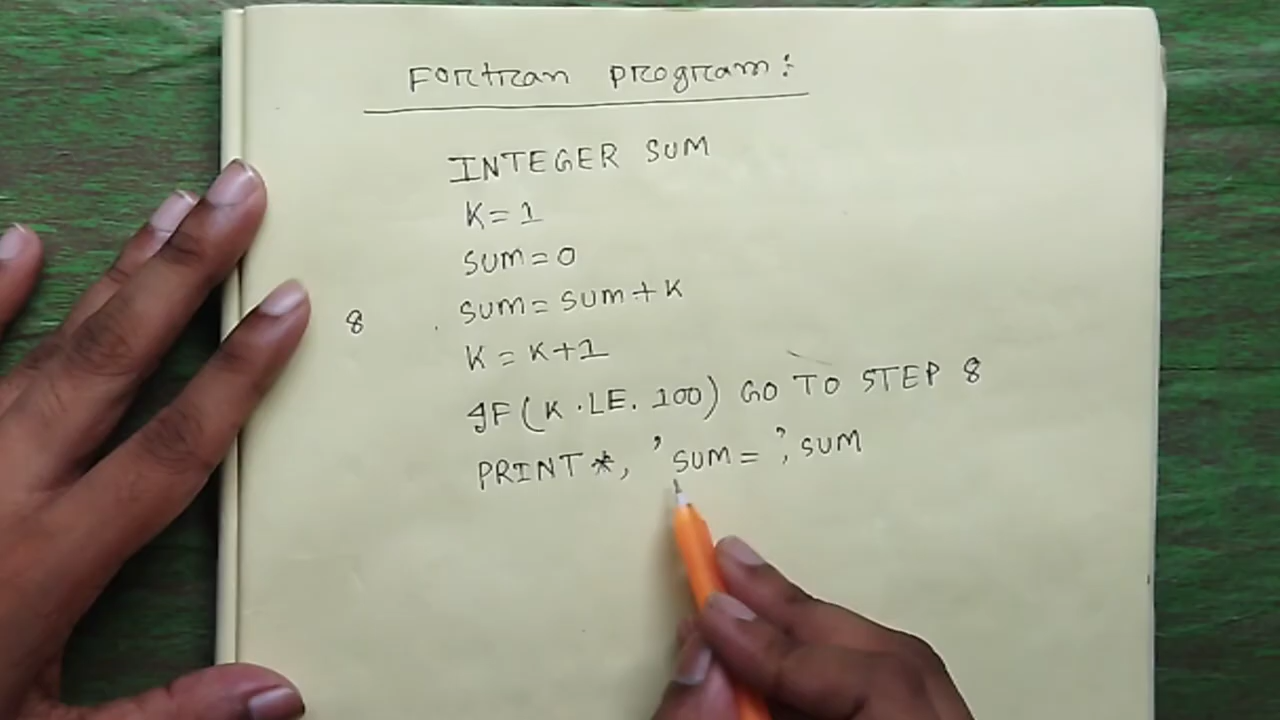 Fortran program:
INTEGER SUM
K=1
SUM=0
8 SUM=SUM+K
K=K+1
IF(K.LE.100) GO TO STEP 8
PRINT*, 'SUM=', SUM